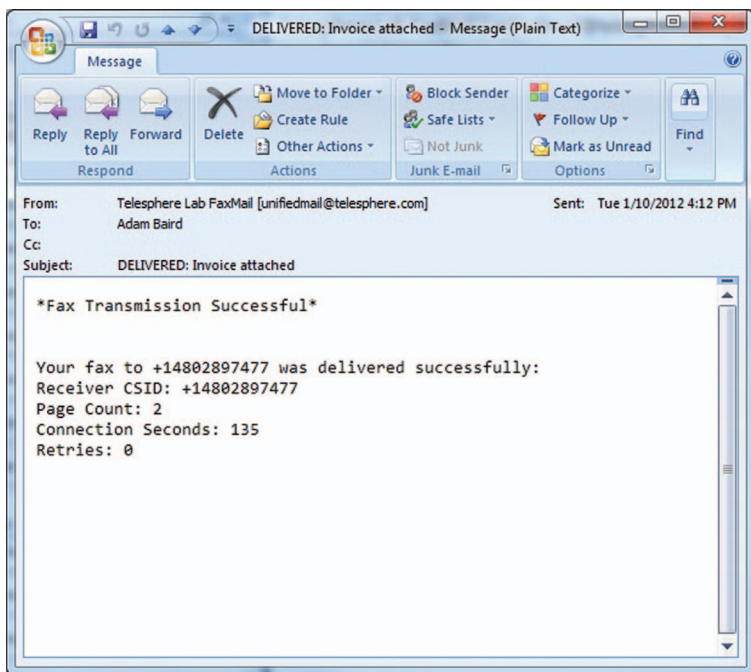 DELIVERED: Invoice attached - Message (Plain Text)
Message
Reply
Reply to All
Forward
Delete
Move to Folder
Create Rule
Other Actions
Block Sender
Safe Lists
Not Junk
Categorize
Follow Up
Mark as Unread
Find
Respond
Actions
Junk E-mail
Options
From: Telesphere Lab FaxMail [unifiedmail@telesphere.com] Sent: Tue 1/10/2012 4:12 PM
To: Adam Baird
Cc:
Subject: DELIVERED: Invoice attached
*Fax Transmission Successful*
Your fax to +14802897477 was delivered successfully:
Receiver CSID: +14802897477
Page Count: 2
Connection Seconds: 135
Retries: 0